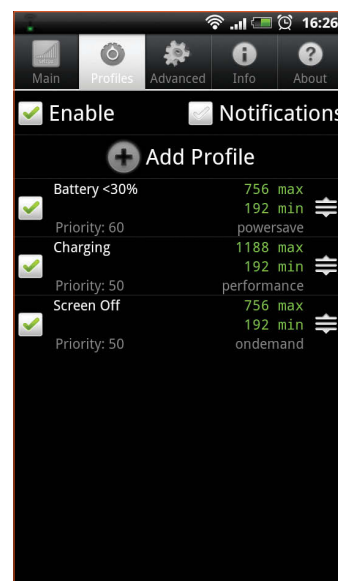 16:26
Main Profiles Advanced Info About
Enable Notifications
Add Profile
Battery <30% 756 max
192 min
Priority: 60 powersave
Charging 1188 max
192 min
Priority: 50 performance
Screen Off 756 max
192 min
Priority: 50 ondemand